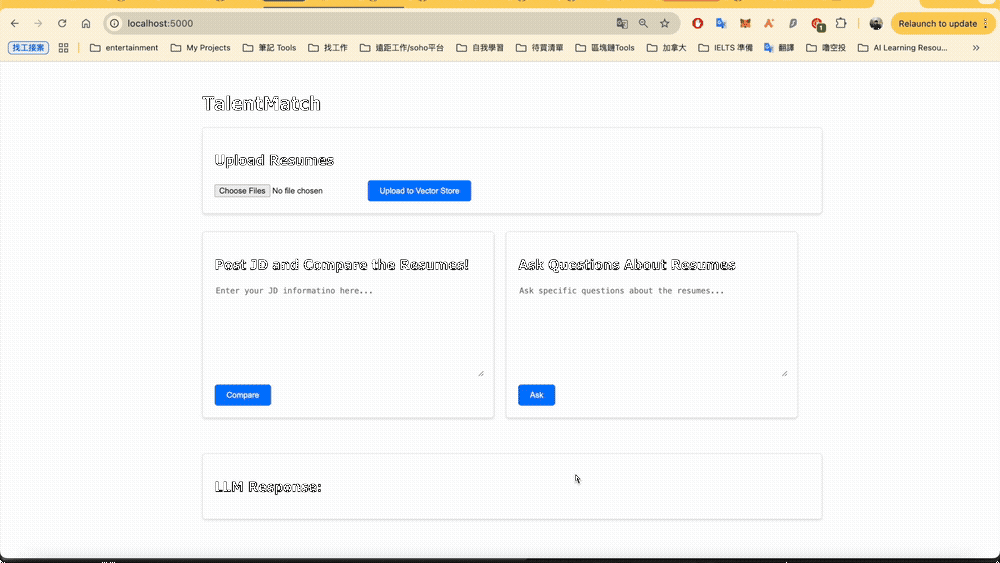 localhost:5000
Relaunch to update
找工接案
entertainment
My Projects
筆記 Tools
找工作
遠距工作/soho平台
自我學習
待買清單
區塊鏈Tools
加拿大
IELTS 準備
翻譯
嚕空投
AI Learning Resou...
TalentMatch
Upload Resumes
Choose Files No file chosen
Upload to Vector Store
Post JD and Compare the Resumes!
Enter your JD informatino here...
Compare
Ask Questions About Resumes
Ask specific questions about the resumes...
Ask
LLM Response: